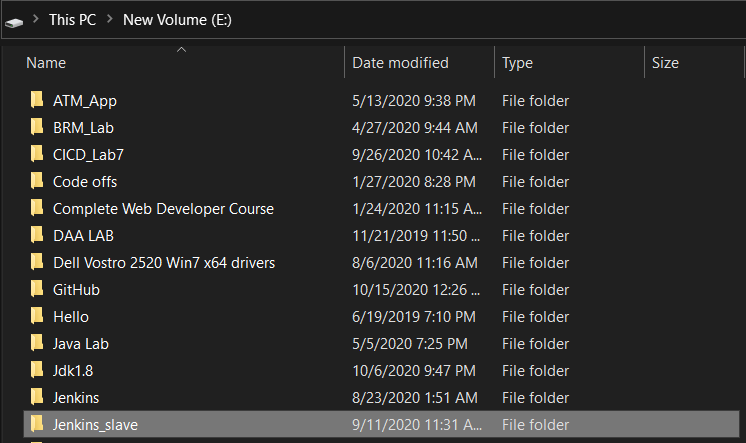 This PC > New Volume (E:)
Name Date modified Type Size
ATM_App 5/13/2020 9:38 PM File folder
BRM_Lab 4/27/2020 9:44 AM File folder
CICD_Lab7 9/26/2020 10:42 A... File folder
Code offs 1/27/2020 8:28 PM File folder
Complete Web Developer Course 1/24/2020 11:15 A... File folder
DAA LAB 11/21/2019 11:50 ... File folder
Dell Vostro 2520 Win7 x64 drivers 8/6/2020 11:16 AM File folder
GitHub 10/15/2020 12:26 ... File folder
Hello 6/19/2019 7:10 PM File folder
Java Lab 5/5/2020 7:25 PM File folder
Jdk1.8 10/6/2020 9:47 PM File folder
Jenkins 8/23/2020 1:51 AM File folder
Jenkins_slave 9/11/2020 11:31 A... File folder